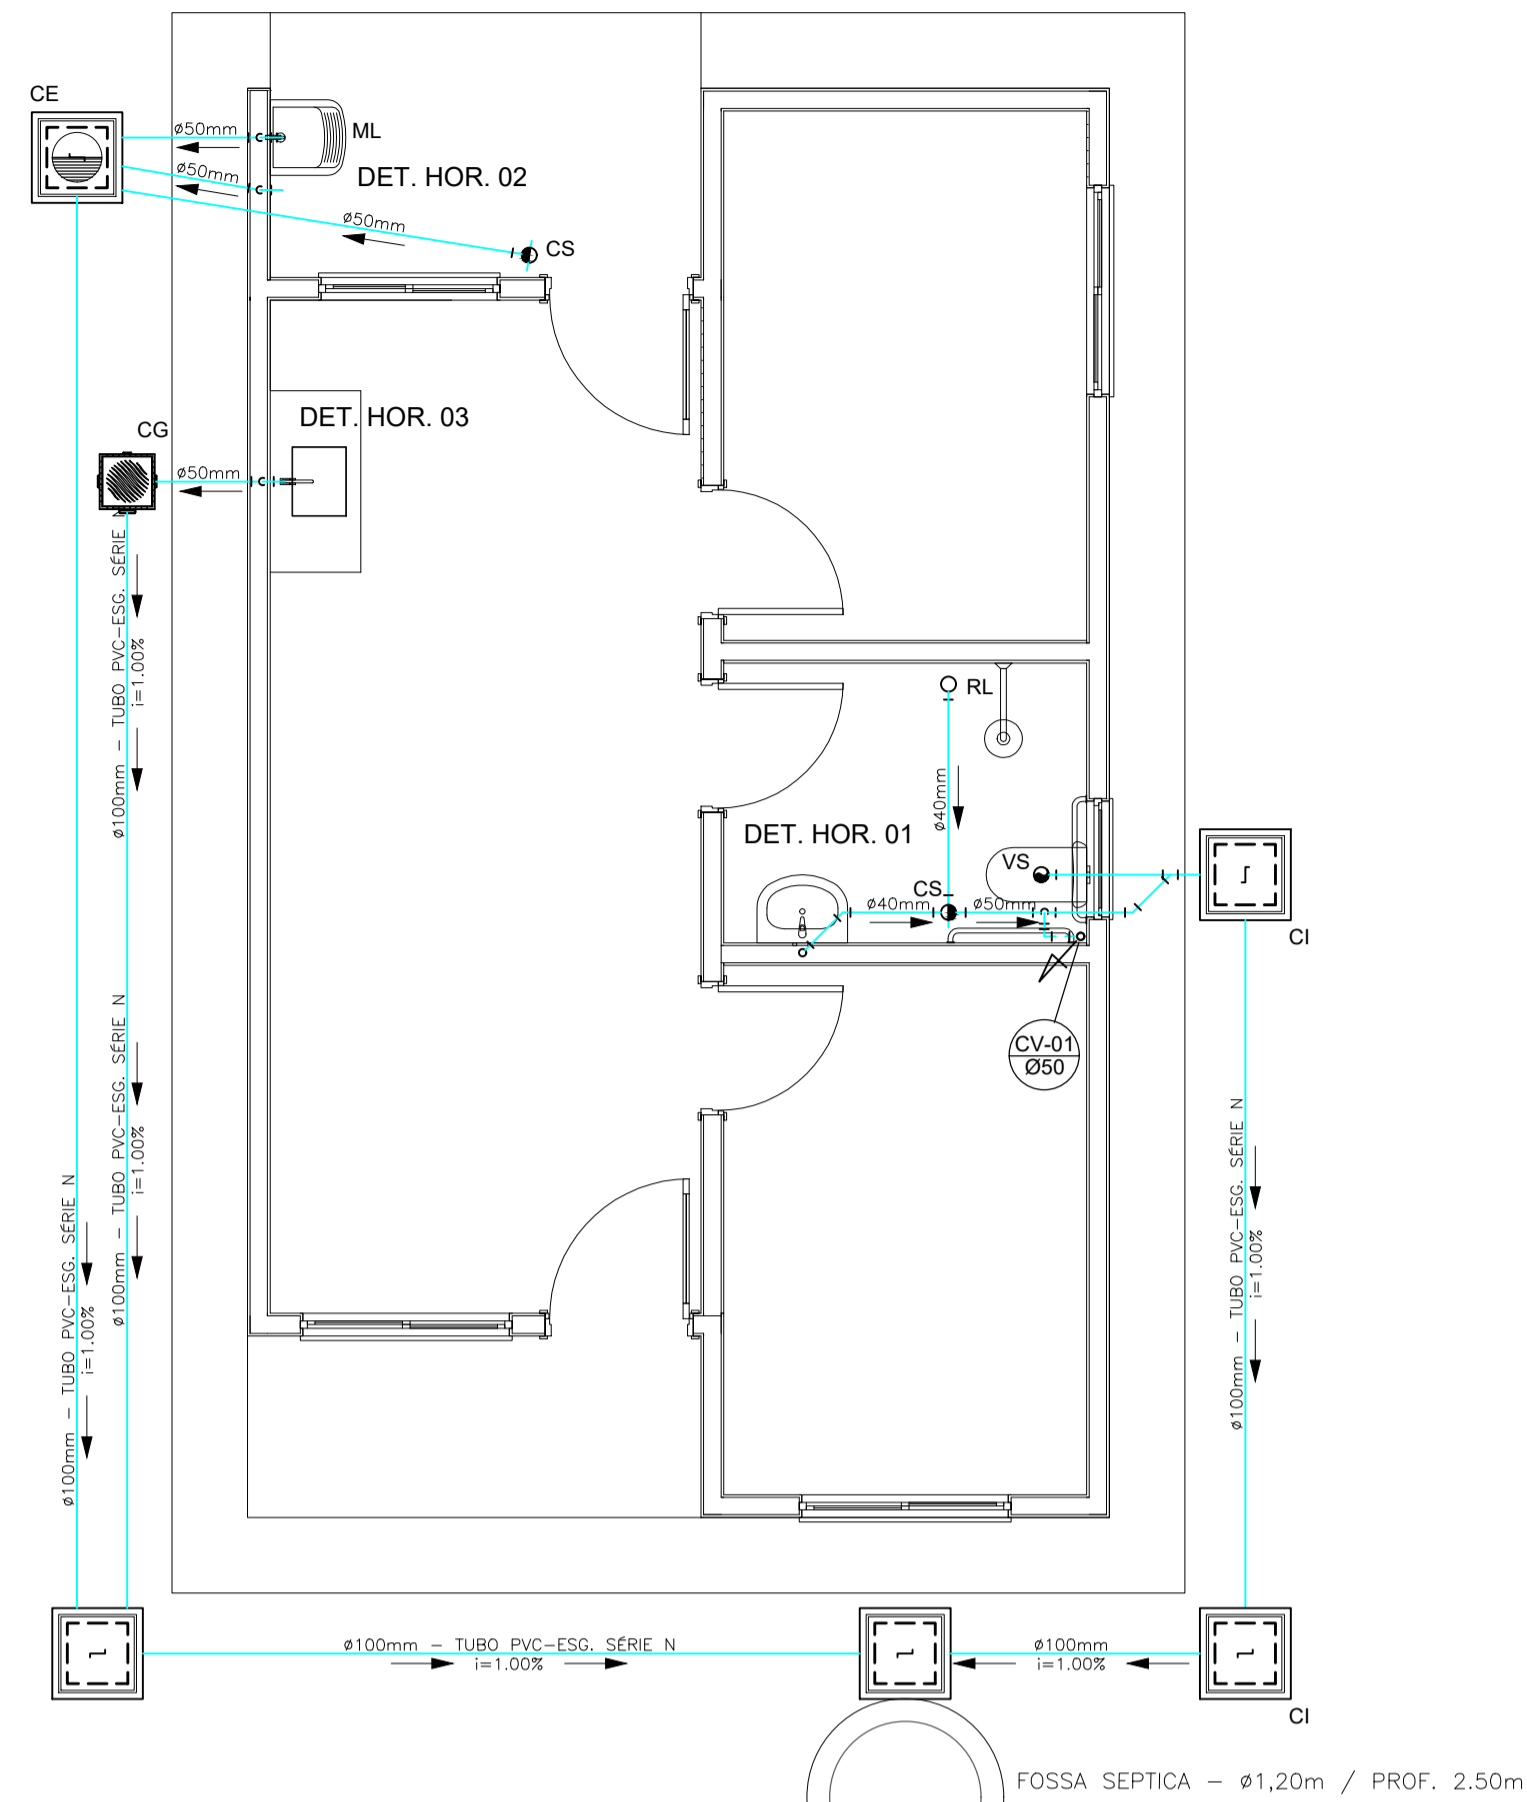 CE
ø50mm
ML
DET. HOR. 02
ø50mm
ø50mm
CS
DET. HOR. 03
CG
ø50mm
ø100mm – TUBO PVC–ESG. SÉRIE N
i=1.00%
RL
ø40mm
DET. HOR. 01
VS
CS
ø40mm
ø50mm
CI
CV-01
Ø50
ø100mm – TUBO PVC–ESG. SÉRIE N
i=1.00%
ø100mm – TUBO PVC–ESG. SÉRIE N
i=1.00%
ø100mm – TUBO PVC–ESG. SÉRIE N
i=1.00%
ø100mm – TUBO PVC–ESG. SÉRIE N
i=1.00%
ø100mm
i=1.00%
CI
FOSSA SEPTICA – ø1,20m / PROF. 2.50m